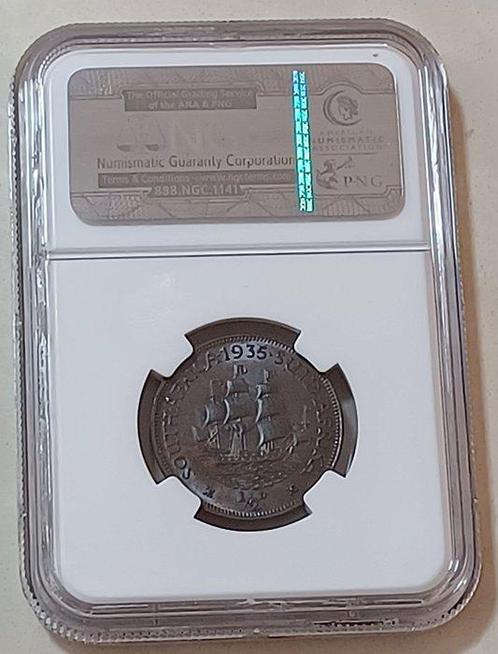 The Official Grading Service
of the ANA & PNG
NGC
Numismatic Guaranty Corporation
Terms & Conditions - www.ngcterms.com
888.NGC.1141
AMERICAN
NUMISMATIC
ASSOCIATION
PNG
SOUTH AFRICA · 1935 · SUID-AFRIKA
½D